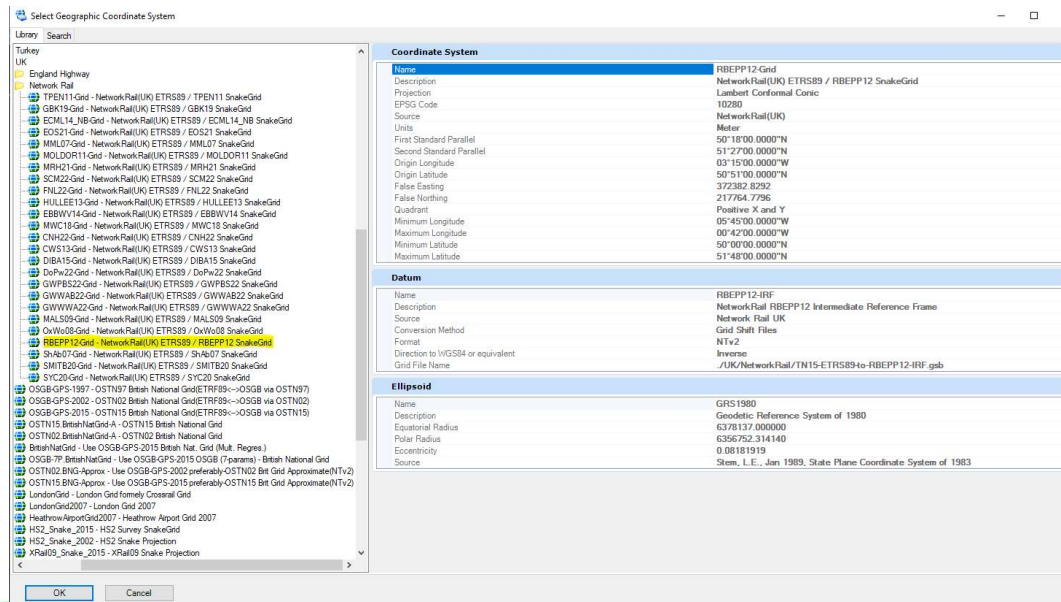 Select Geographic Coordinate System
Library Search
Turkey
UK
England Highway
Network Rail
TPEN11-Grid - NetworkRail(UK) ETRS89 / TPEN11 SnakeGrid
GBK19-Grid - NetworkRail(UK) ETRS89 / GBK19 SnakeGrid
ECML14_NB-Grid - NetworkRail(UK) ETRS89 / ECML14_NB SnakeGrid
EOS21-Grid - NetworkRail(UK) ETRS89 / EOS21 SnakeGrid
MML07-Grid - NetworkRail(UK) ETRS89 / MML07 SnakeGrid
MOLDOR11-Grid - NetworkRail(UK) ETRS89 / MOLDOR11 SnakeGrid
MRH21-Grid - NetworkRail(UK) ETRS89 / MRH21 SnakeGrid
SCM22-Grid - NetworkRail(UK) ETRS89 / SCM22 SnakeGrid
FNL22-Grid - NetworkRail(UK) ETRS89 / FNL22 SnakeGrid
HULLEE13-Grid - NetworkRail(UK) ETRS89 / HULLEE13 SnakeGrid
EBBWV14-Grid - NetworkRail(UK) ETRS89 / EBBWV14 SnakeGrid
MWC18-Grid - NetworkRail(UK) ETRS89 / MWC18 SnakeGrid
CNH22-Grid - NetworkRail(UK) ETRS89 / CNH22 SnakeGrid
CWS13-Grid - NetworkRail(UK) ETRS89 / CWS13 SnakeGrid
DIBA15-Grid - NetworkRail(UK) ETRS89 / DIBA15 SnakeGrid
DoPw22-Grid - NetworkRail(UK) ETRS89 / DoPw22 SnakeGrid
GWPBS22-Grid - NetworkRail(UK) ETRS89 / GWPBS22 SnakeGrid
GWWAB22-Grid - NetworkRail(UK) ETRS89 / GWWAB22 SnakeGrid
GWWWA22-Grid - NetworkRail(UK) ETRS89 / GWWWA22 SnakeGrid
MALS09-Grid - NetworkRail(UK) ETRS89 / MALS09 SnakeGrid
OxWo08-Grid - NetworkRail(UK) ETRS89 / OxWo08 SnakeGrid
RBEPP12-Grid - NetworkRail(UK) ETRS89 / RBEPP12 SnakeGrid
ShAb07-Grid - NetworkRail(UK) ETRS89 / ShAb07 SnakeGrid
SMITB20-Grid - NetworkRail(UK) ETRS89 / SMITB20 SnakeGrid
SYC20-Grid - NetworkRail(UK) ETRS89 / SYC20 SnakeGrid
OSGB-GPS-1997 - OSTN97 British National Grid(ETRF89<-->OSGB via OSTN97)
OSGB-GPS-2002 - OSTN02 British National Grid(ETRF89<-->OSGB via OSTN02)
OSGB-GPS-2015 - OSTN15 British National Grid(ETRF89<-->OSGB via OSTN15)
OSTN15.BritishNatGrid-A - OSTN15 British National Grid
OSTN02.BritishNatGrid-A - OSTN02 British National Grid
BritishNatGrid - Use OSGB-GPS-2015 British Nat. Grid (Mult. Regres.)
OSGB-7P.BritishNatGrid - Use OSGB-GPS-2015 OSGB (7-params) - British National Grid
OSTN02.BNG-Approx - Use OSGB-GPS-2002 preferably-OSTN02 Brit Grid Approximate(NTv2)
OSTN15.BNG-Approx - Use OSGB-GPS-2015 preferably-OSTN15 Brit Grid Approximate(NTv2)
LondonGrid - London Grid formely Crossrail Grid
LondonGrid2007 - London Grid 2007
HeathrowAirportGrid2007 - Heathrow Airport Grid 2007
HS2_Snake_2015 - HS2 Survey SnakeGrid
HS2_Snake_2002 - HS2 Snake Projection
XRail09_Snake_2015 - XRail09 Snake Projection
OK Cancel
Coordinate System
Name RBEPP12-Grid
Description NetworkRail(UK) ETRS89 / RBEPP12 SnakeGrid
Projection Lambert Conformal Conic
EPSG Code 10280
Source NetworkRail(UK)
Units Meter
First Standard Parallel 50°18'00.0000"N
Second Standard Parallel 51°27'00.0000"N
Origin Longitude 03°15'00.0000"W
Origin Latitude 50°51'00.0000"N
False Easting 372382.8292
False Northing 217764.7796
Quadrant Positive X and Y
Minimum Longitude 05°45'00.0000"W
Maximum Longitude 00°42'00.0000"W
Minimum Latitude 50°00'00.0000"N
Maximum Latitude 51°48'00.0000"N
Datum
Name RBEPP12-IRF
Description NetworkRail RBEPP12 Intermediate Reference Frame
Source Network Rail UK
Conversion Method Grid Shift Files
Format NTv2
Direction to WGS84 or equivalent Inverse
Grid File Name ./UK/NetworkRail/TN15-ETRS89-to-RBEPP12-IRF.gsb
Ellipsoid
Name GRS1980
Description Geodetic Reference System of 1980
Equatorial Radius 6378137.000000
Polar Radius 6356752.314140
Eccentricity 0.08181919
Source Stem, L.E., Jan 1989, State Plane Coordinate System of 1983